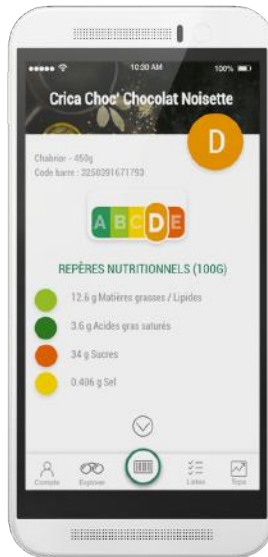 10:30 AM
100%
Crica Choc' Chocolat Noisette
D
Chabrior - 450g
Code barre : 3250391671793
A B C D E
REPÈRES NUTRITIONNELS (100G)
12.6 g Matières grasses / Lipides
3.6 g Acides gras saturés
34 g Sucres
0.406 g Sel
Compte
Explorer
Listes
Tops